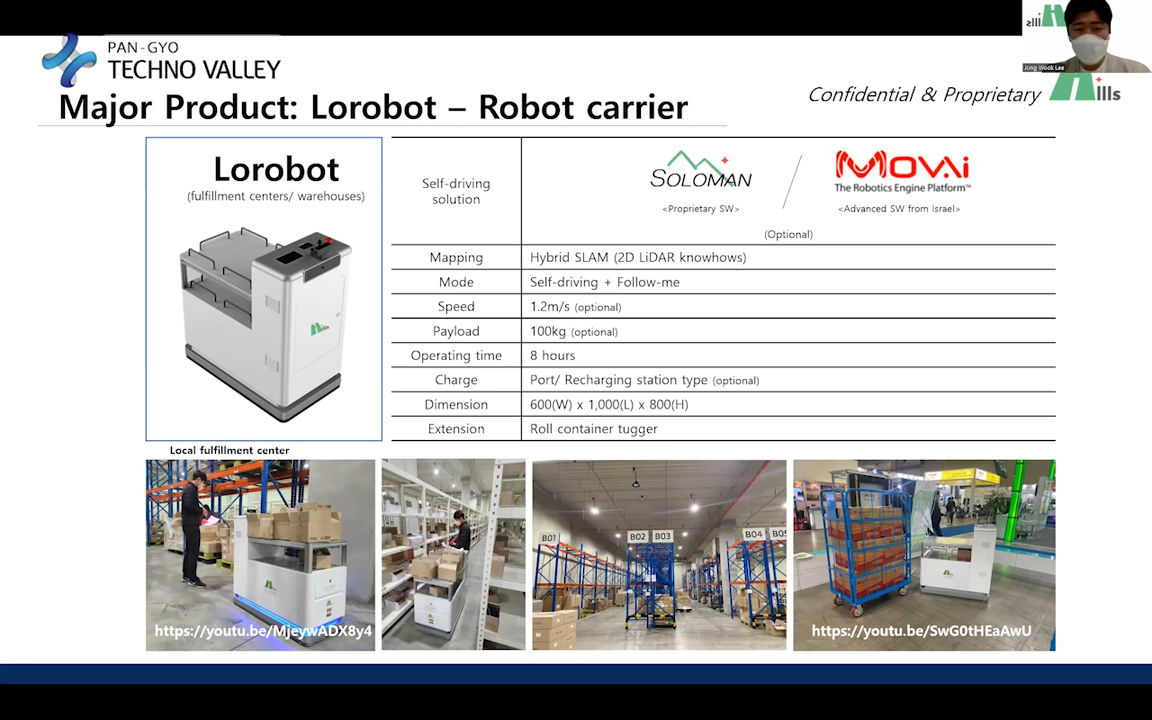 PAN-GYO
TECHNO VALLEY
Major Product: Lorobot – Robot carrier
Confidential & Proprietary
ills
Jong Wook Lee
Lorobot
(fulfillment centers/ warehouses)
ills
Self-driving
solution
SOLOMAN
<Proprietary SW>
MOV.Ai
The Robotics Engine Platform™
<Advanced SW from Israel>
(Optional)
Mapping Hybrid SLAM (2D LiDAR knowhows)
Mode Self-driving + Follow-me
Speed 1.2m/s (optional)
Payload 100kg (optional)
Operating time 8 hours
Charge Port/ Recharging station type (optional)
Dimension 600(W) x 1,000(L) x 800(H)
Extension Roll container tugger
Local fulfillment center
B01
B02 B03
B04
https://youtu.be/MjeywADX8y4
https://youtu.be/SwG0tHEaAwU